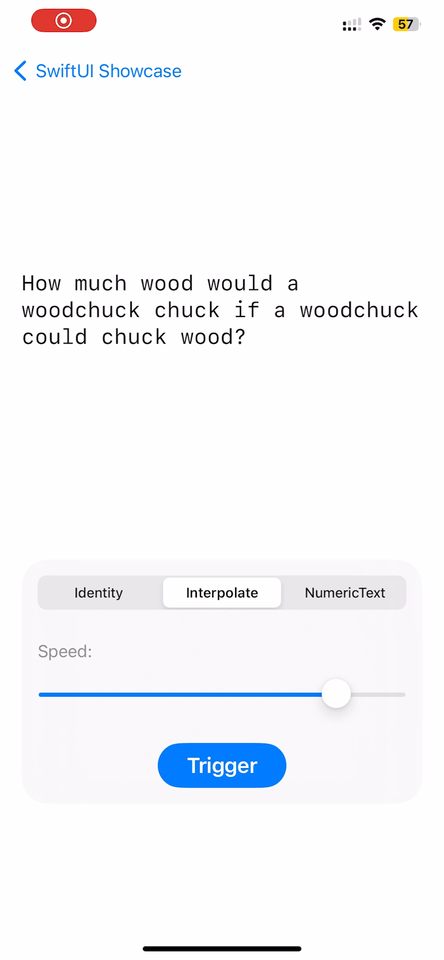 57
SwiftUI Showcase
How much wood would a
woodchuck chuck if a woodchuck
could chuck wood?
Identity Interpolate NumericText
Speed:
Trigger